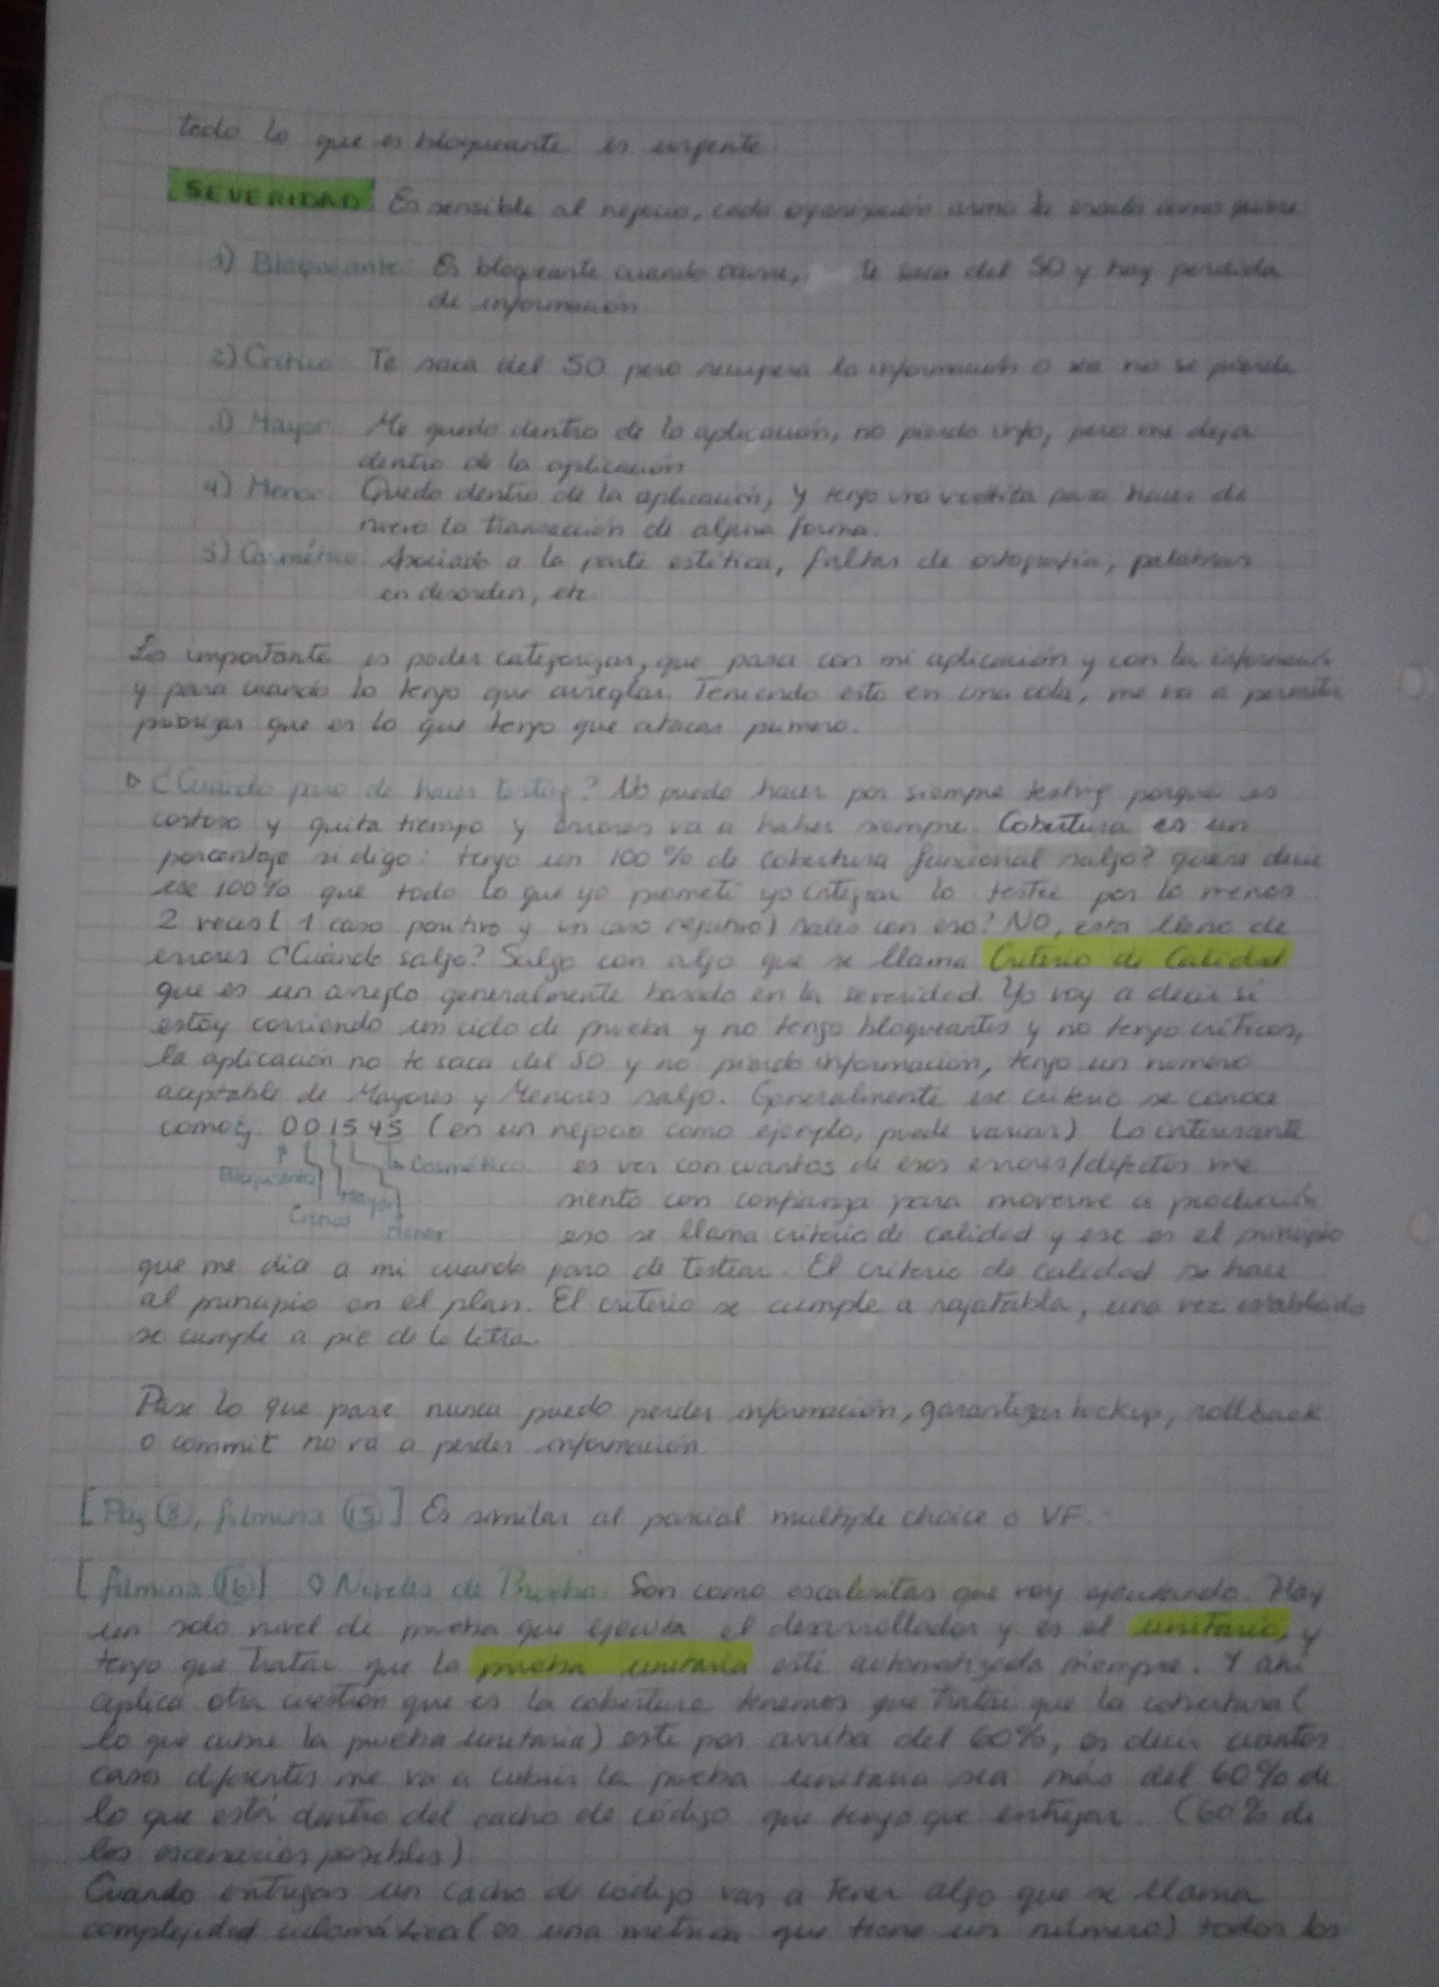 todo lo que es bloqueante es urgente
SEVERIDAD Es sensible al negocio, cada organización arma la escala como quiere
1) Bloqueante: Es bloqueante cuando ocurre, te saca del SO y hay perdida
de información
2) Critico: Te saca del SO pero recupera la información o sea no se pierde
3) Mayor: Me quedo dentro de la aplicación, no pierdo info, pero me deja
dentro de la aplicación
4) Menor: Quedo dentro de la aplicación, y tengo una vueltita para hacer de
nuevo la transacción de alguna forma.
5) Cosmético: Asociado a la parte estética, faltas de ortografía, palabras
en desorden, etc
Lo importante es poder categorizar, que pasa con mi aplicación y con la información
y para cuando lo tengo que arreglar. Teniendo esto en una cola, me va a permitir
priorizar que es lo que tengo que atacar primero.
▷ ¿Cuando paro de hacer testing? No puedo hacer por siempre testing porque es
costoso y quita tiempo y errores va a haber siempre. Cobertura es un
porcentaje si digo: tengo un 100% de cobertura funcional salgo? quiere decir
ese 100% que todo lo que yo prometí yo integrar lo testee por lo menos
2 veces ( 1 caso positivo y un caso negativo) sales con eso? NO, esta lleno de
errores ¿Cuándo salgo? Salgo con algo que se llama Criterio de Calidad
que es un arreglo generalmente basado en la severidad. Yo voy a decir si
estoy corriendo un ciclo de prueba y no tengo bloqueantes y no tengo críticos,
la aplicación no te saca del SO y no pierdo información, tengo un numero
aceptable de Mayores y Menores salgo. Generalmente ese criterio se conoce
como ej. 0 0 15 45 (en un negocio como ejemplo, puede variar) Lo interesante
Bloqueantes Critico Mayor Menor Cosmético
es ver con cuantos de esos errores/defectos me
siento con confianza para moverme a producción
eso se llama criterio de calidad y ese es el principio
que me dice a mi cuando paro de testear. El criterio de calidad se hace
al principio en el plan. El criterio se cumple a rajatabla, una vez establecido
se cumple a pie de la letra.
Pase lo que pase nunca puedo perder información, garantizar backup, rollback
o commit no va a perder información
[Pag (8), filmina (15)] Es similar al parcial multiple choice o VF.
[filmina (16)] ◊ Niveles de Prueba: Son como escaleritas que voy ejecutando. Hay
un solo nivel de prueba que ejecuta el desarrollador y es el unitario, y
tengo que tratar que la prueba unitaria esté automatizada siempre. Y ahí
aplica otra cuestion que es la cobertura tenemos que tratar que la cobertura (
lo que cubre la prueba unitaria) este por arriba del 60%, es decir cuantos
casos diferentes me va a cubrir la prueba unitaria sea más del 60% de
lo que está dentro del cacho de código que tengo que entregar. (60% de
los escenarios posibles)
Cuando entregas un cacho de código vas a tener algo que se llama
complejidad ciclomática (es una metrica que tiene un número) todos los